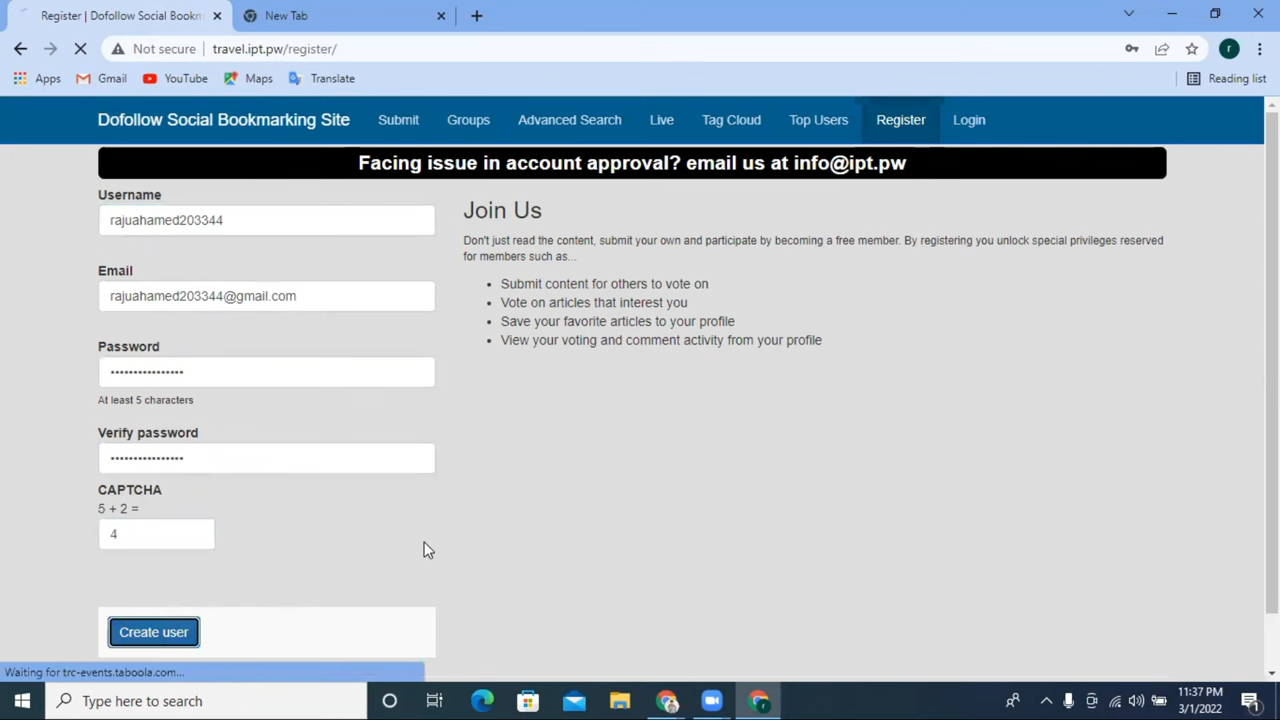 Register | Dofollow Social Bookm
New Tab
Not secure
travel.ipt.pw/register/
r
Apps
Gmail
YouTube
Maps
Translate
Reading list
Dofollow Social Bookmarking Site
Submit
Groups
Advanced Search
Live
Tag Cloud
Top Users
Register
Login
Facing issue in account approval? email us at info@ipt.pw
Username
rajuahamed203344
Email
rajuahamed203344@gmail.com
Password
••••••••••••••••
At least 5 characters
Verify password
••••••••••••••••
CAPTCHA
5 + 2 =
4
Create user
Join Us
Don't just read the content, submit your own and participate by becoming a free member. By registering you unlock special privileges reserved
for members such as...
• Submit content for others to vote on
• Vote on articles that interest you
• Save your favorite articles to your profile
• View your voting and comment activity from your profile
Waiting for trc-events.taboola.com...
Type here to search
11:37 PM
3/1/2022
1